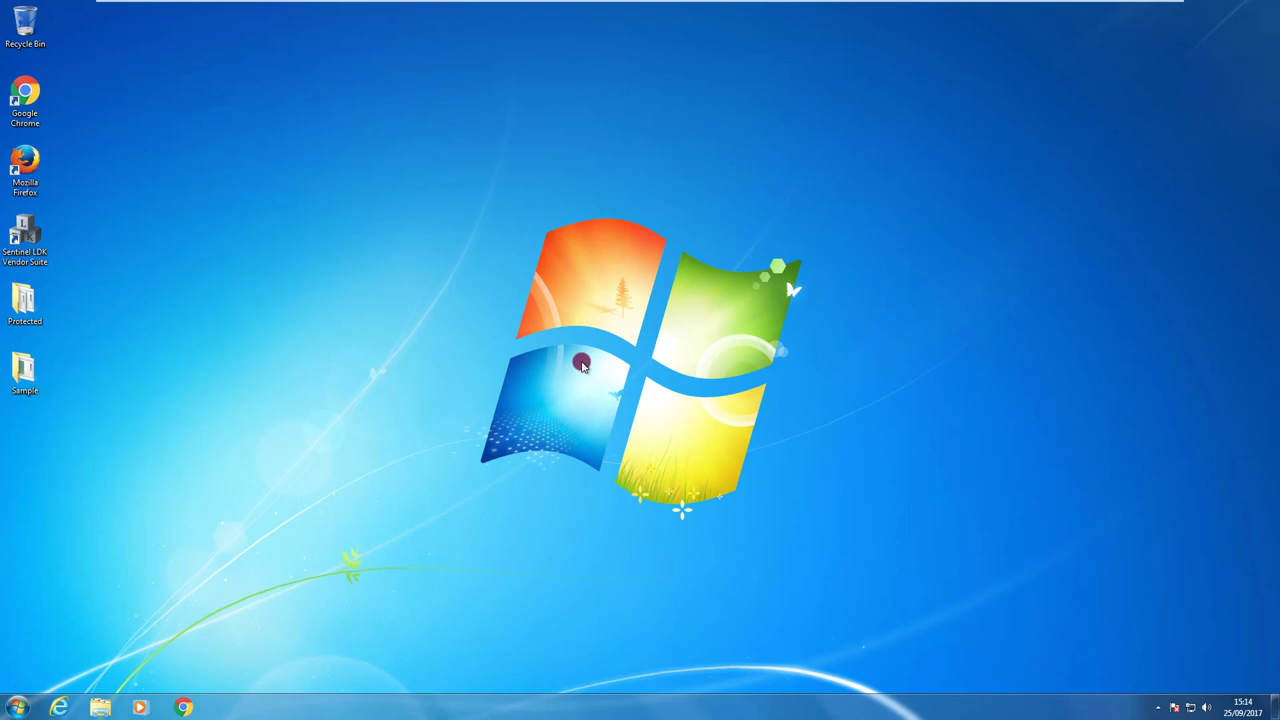 Recycle Bin
Google
Chrome
Mozilla
Firefox
Sentinel LDK
Vendor Suite
Protected
Sample
15:14
25/09/2017